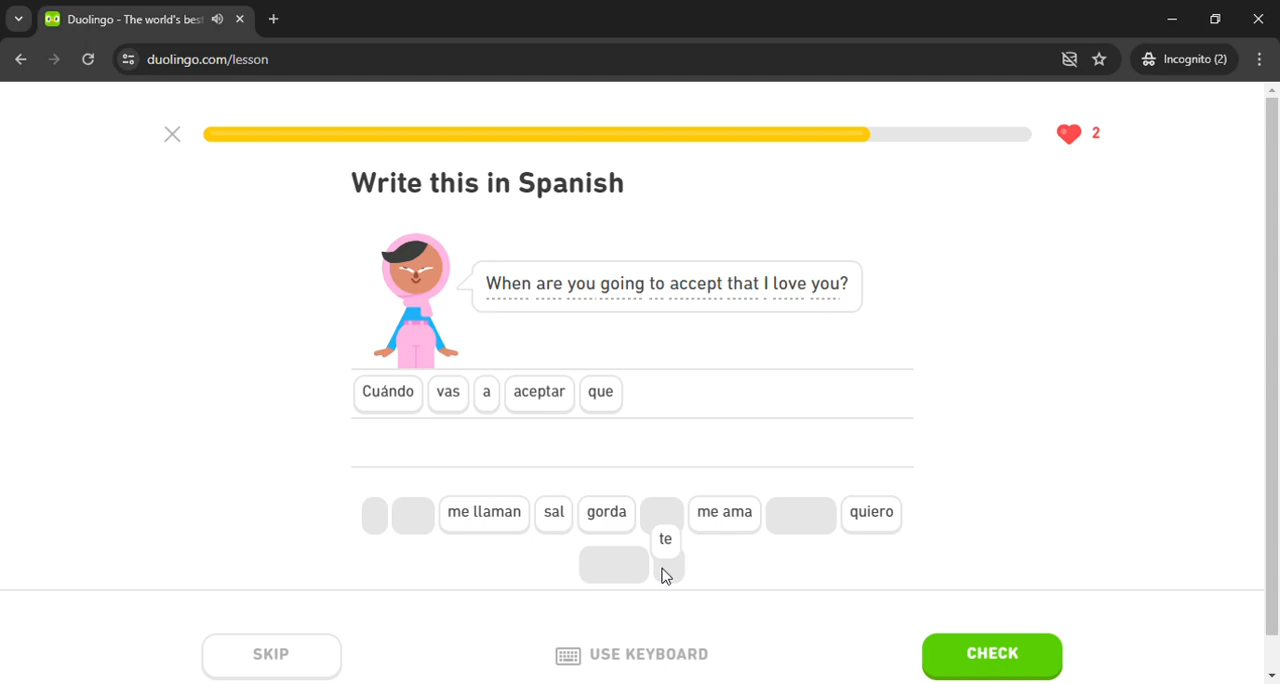 Duolingo - The world's bes
duolingo.com/lesson
Incognito (2)
2
Write this in Spanish
When are you going to accept that I love you?
Cuándo vas a aceptar que
me llaman sal gorda me ama quiero
te
SKIP USE KEYBOARD CHECK